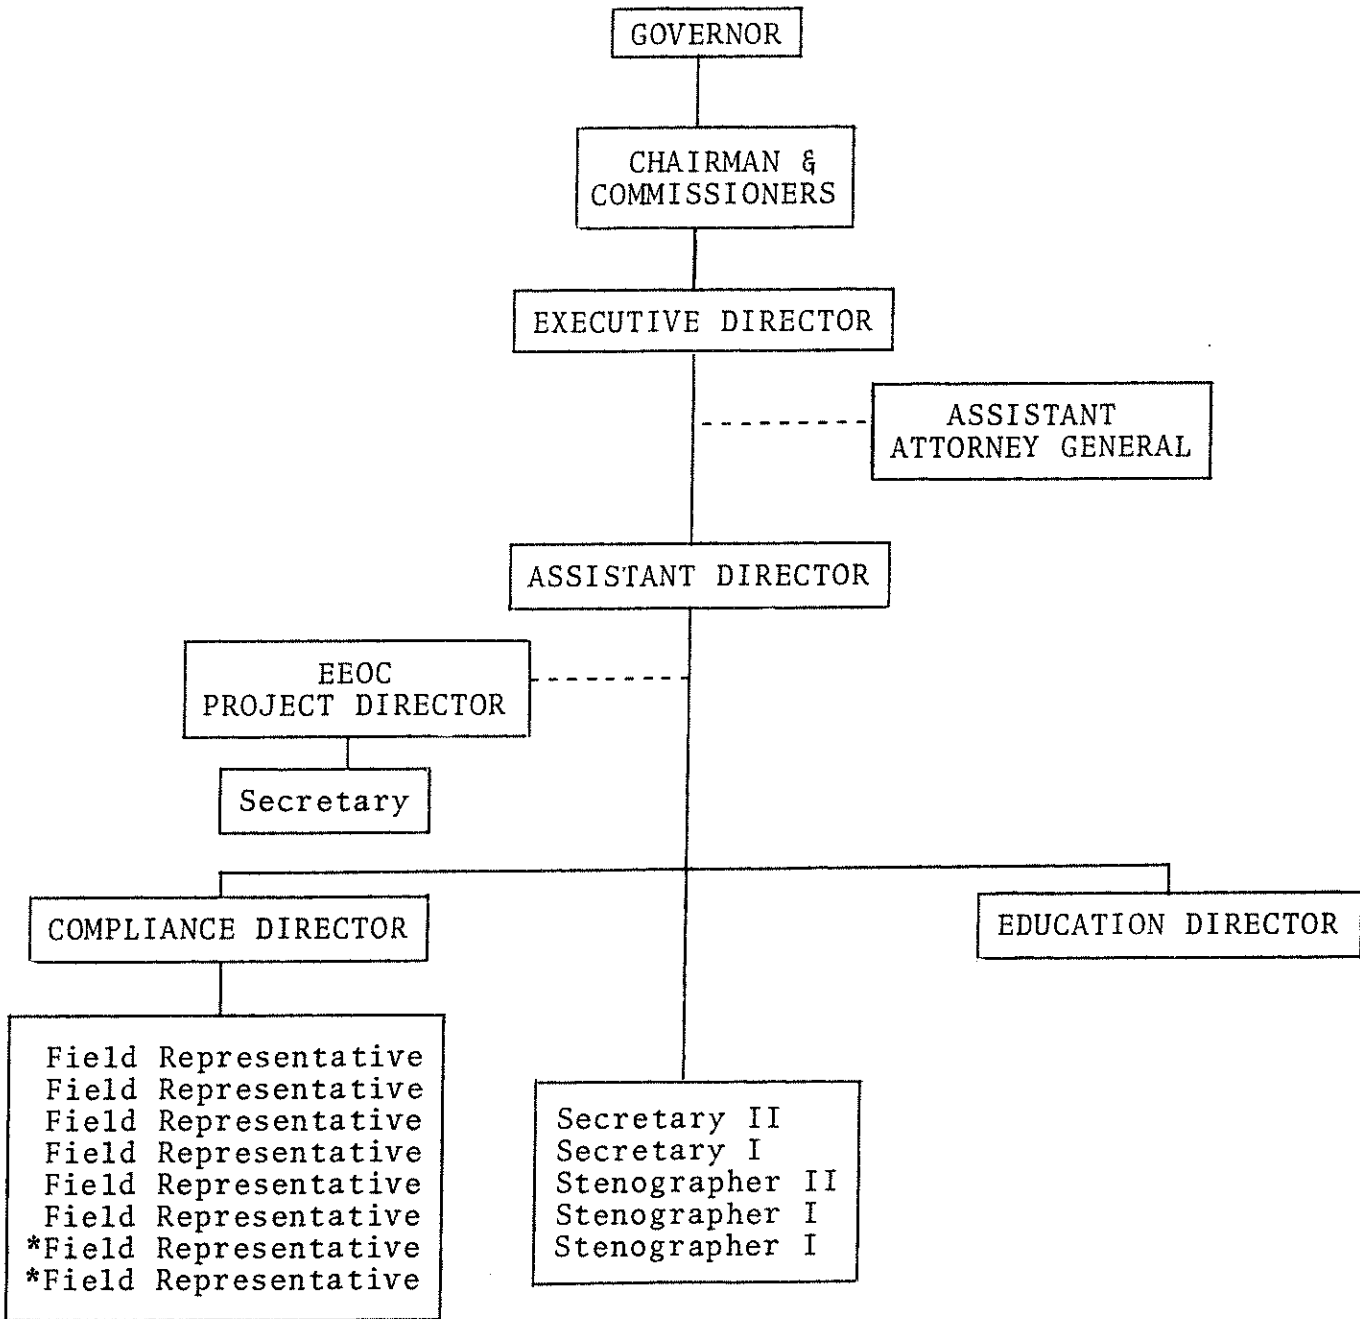 GOVERNOR
CHAIRMAN &
COMMISSIONERS
EXECUTIVE DIRECTOR
ASSISTANT
ATTORNEY GENERAL
ASSISTANT DIRECTOR
EEOC
PROJECT DIRECTOR
Secretary
COMPLIANCE DIRECTOR
EDUCATION DIRECTOR
Field Representative
Field Representative
Field Representative
Field Representative
Field Representative
Field Representative
*Field Representative
*Field Representative
Secretary II
Secretary I
Stenographer II
Stenographer I
Stenographer I